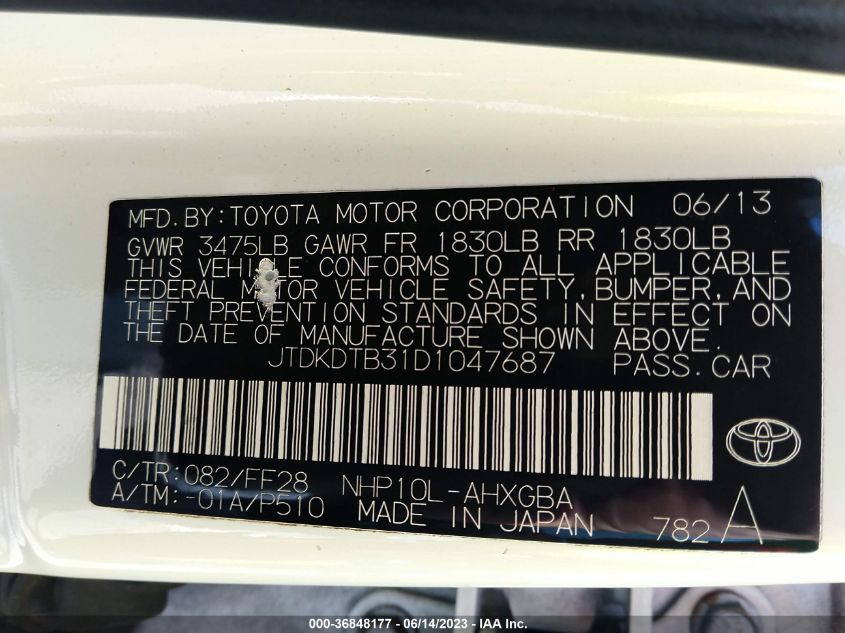 MFD.BY:TOYOTA MOTOR CORPORATION 06/13
GVWR 3475LB GAWR FR 1830LB RR 1830LB
THIS VEHICLE CONFORMS TO ALL APPLICABLE
FEDERAL MOTOR VEHICLE SAFETY,BUMPER,AND
THEFT PREVENTION STANDARDS IN EFFECT ON
THE DATE OF MANUFACTURE SHOWN ABOVE.
JTDKDTB31D1047687 PASS.CAR
C/TR:082/FF28 NHP10L-AHXGBA
A/TM:-01A/P510 MADE IN JAPAN 782 A
000-36848177 - 06/14/2023 - IAA Inc.